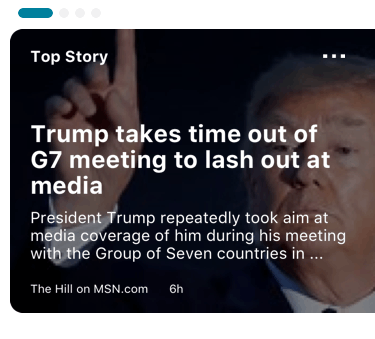 Top Story
Trump takes time out of
G7 meeting to lash out at
media
President Trump repeatedly took aim at
media coverage of him during his meeting
with the Group of Seven countries in ...
The Hill on MSN.com 6h